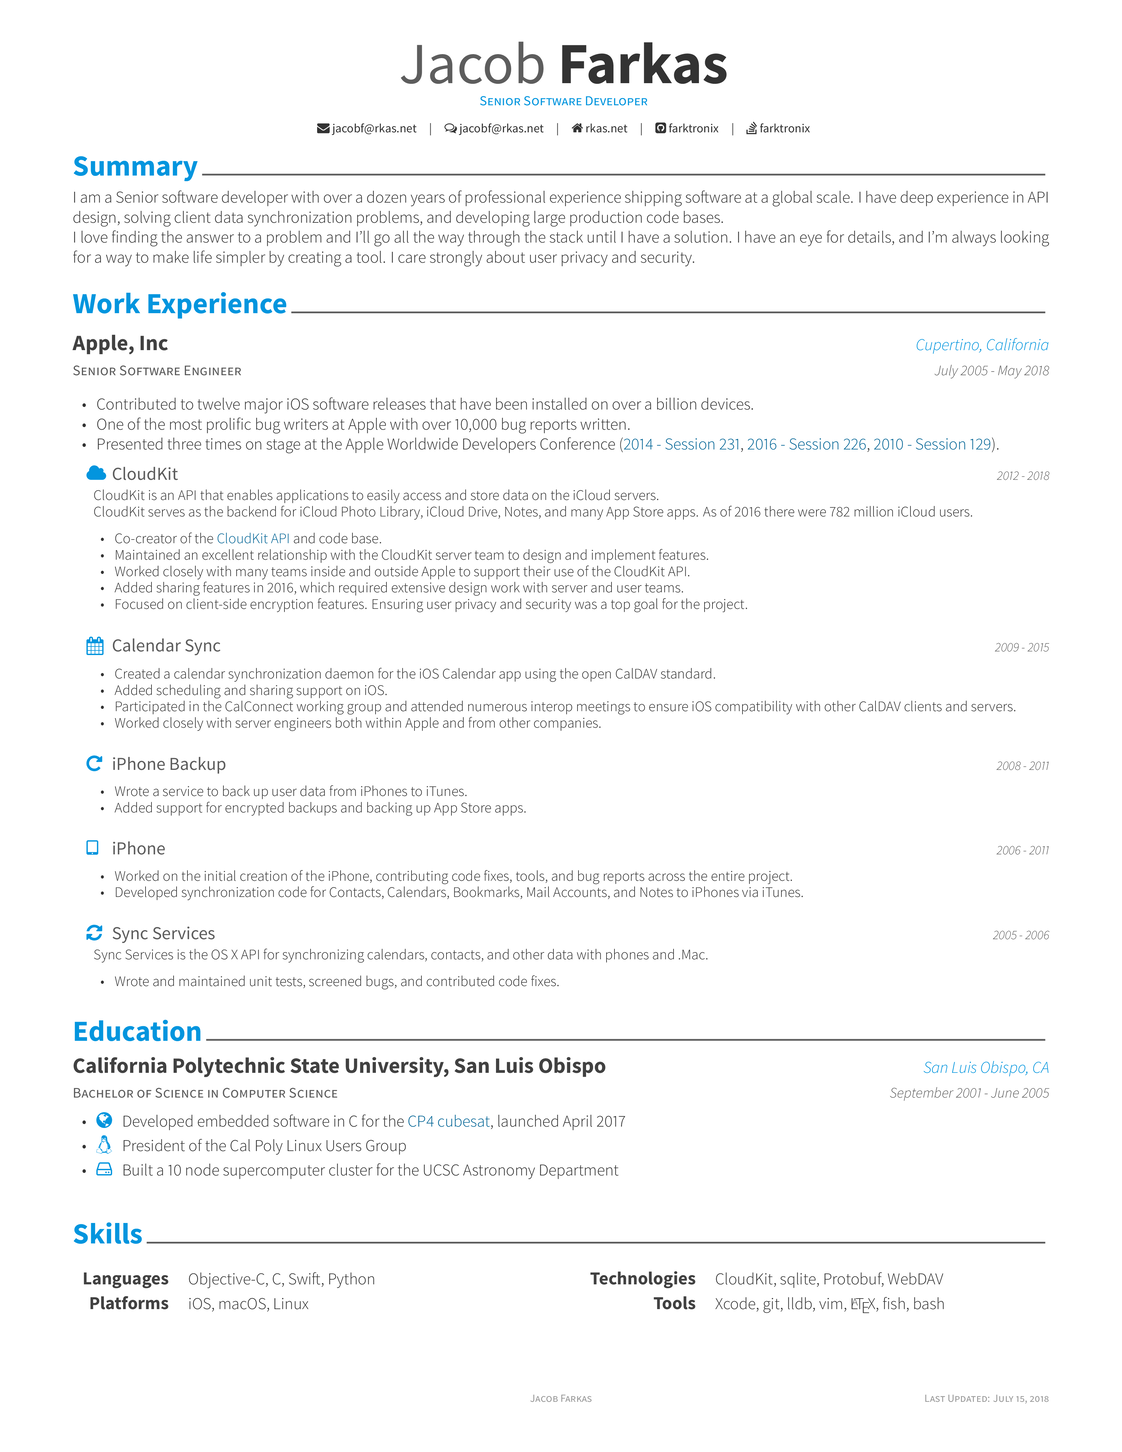 Jacob Farkas
Senior Software Developer
jacobf@rkas.net | jacobf@rkas.net | rkas.net | farktronix | farktronix
Summary
I am a Senior software developer with over a dozen years of professional experience shipping software at a global scale. I have deep experience in API
design, solving client data synchronization problems, and developing large production code bases.
I love finding the answer to a problem and I'll go all the way through the stack until I have a solution. I have an eye for details, and I'm always looking
for a way to make life simpler by creating a tool. I care strongly about user privacy and security.
Work Experience
Apple, Inc Cupertino, California
Senior Software Engineer July 2005 - May 2018
• Contributed to twelve major iOS software releases that have been installed on over a billion devices.
• One of the most prolific bug writers at Apple with over 10,000 bug reports written.
• Presented three times on stage at the Apple Worldwide Developers Conference (2014 - Session 231, 2016 - Session 226, 2010 - Session 129).
CloudKit 2012 - 2018
CloudKit is an API that enables applications to easily access and store data on the iCloud servers.
CloudKit serves as the backend for iCloud Photo Library, iCloud Drive, Notes, and many App Store apps. As of 2016 there were 782 million iCloud users.
• Co-creator of the CloudKit API and code base.
• Maintained an excellent relationship with the CloudKit server team to design and implement features.
• Worked closely with many teams inside and outside Apple to support their use of the CloudKit API.
• Added sharing features in 2016, which required extensive design work with server and user teams.
• Focused on client-side encryption features. Ensuring user privacy and security was a top goal for the project.
Calendar Sync 2009 - 2015
• Created a calendar synchronization daemon for the iOS Calendar app using the open CalDAV standard.
• Added scheduling and sharing support on iOS.
• Participated in the CalConnect working group and attended numerous interop meetings to ensure iOS compatibility with other CalDAV clients and servers.
• Worked closely with server engineers both within Apple and from other companies.
iPhone Backup 2008 - 2011
• Wrote a service to back up user data from iPhones to iTunes.
• Added support for encrypted backups and backing up App Store apps.
iPhone 2006 - 2011
• Worked on the initial creation of the iPhone, contributing code fixes, tools, and bug reports across the entire project.
• Developed synchronization code for Contacts, Calendars, Bookmarks, Mail Accounts, and Notes to iPhones via iTunes.
Sync Services 2005 - 2006
Sync Services is the OS X API for synchronizing calendars, contacts, and other data with phones and .Mac.
• Wrote and maintained unit tests, screened bugs, and contributed code fixes.
Education
California Polytechnic State University, San Luis Obispo San Luis Obispo, CA
Bachelor of Science in Computer Science September 2001 - June 2005
• Developed embedded software in C for the CP4 cubesat, launched April 2017
• President of the Cal Poly Linux Users Group
• Built a 10 node supercomputer cluster for the UCSC Astronomy Department
Skills
Languages Objective-C, C, Swift, Python Technologies CloudKit, sqlite, Protobuf, WebDAV
Platforms iOS, macOS, Linux Tools Xcode, git, lldb, vim, LATEX, fish, bash
Jacob Farkas Last Updated: July 15, 2018